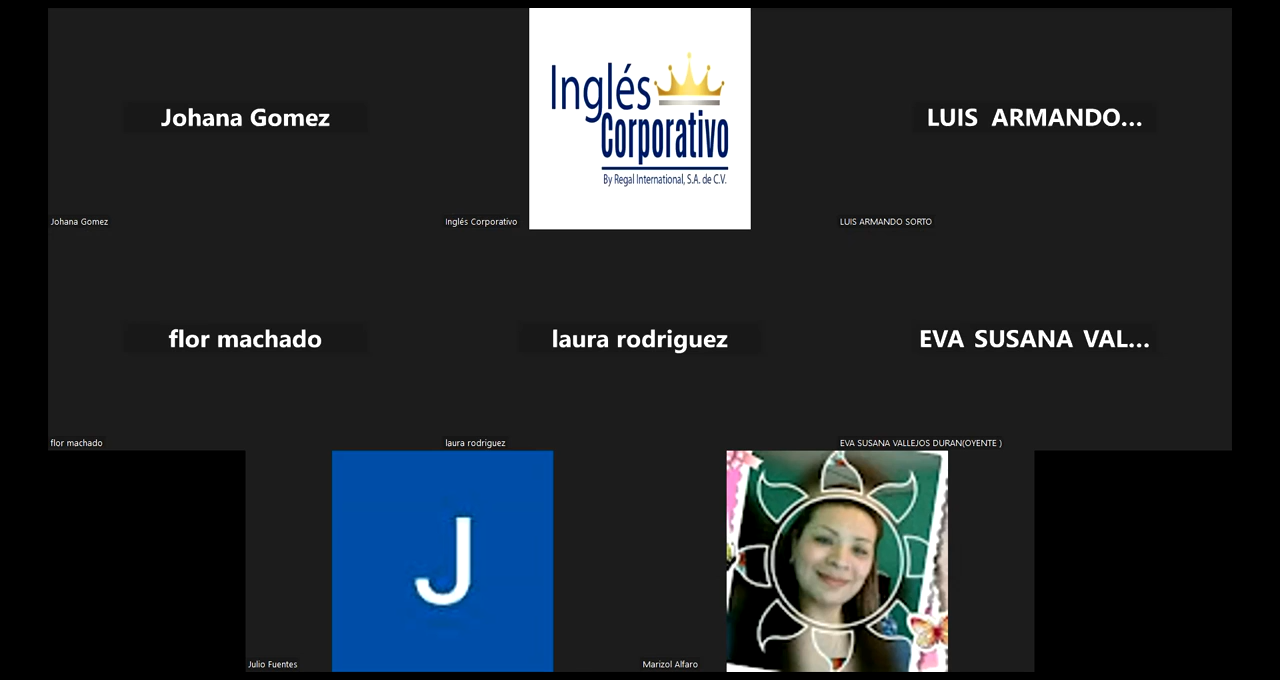 Johana Gomez
Johana Gomez
Inglés
Corporativo
By Regal International, S.A. de C.V.
Inglés Corporativo
LUIS ARMANDO...
LUIS ARMANDO SORTO
flor machado
flor machado
laura rodriguez
laura rodriguez
EVA SUSANA VAL...
EVA SUSANA VALLEJOS DURAN(OYENTE )
J
Julio Fuentes
Marizol Alfaro